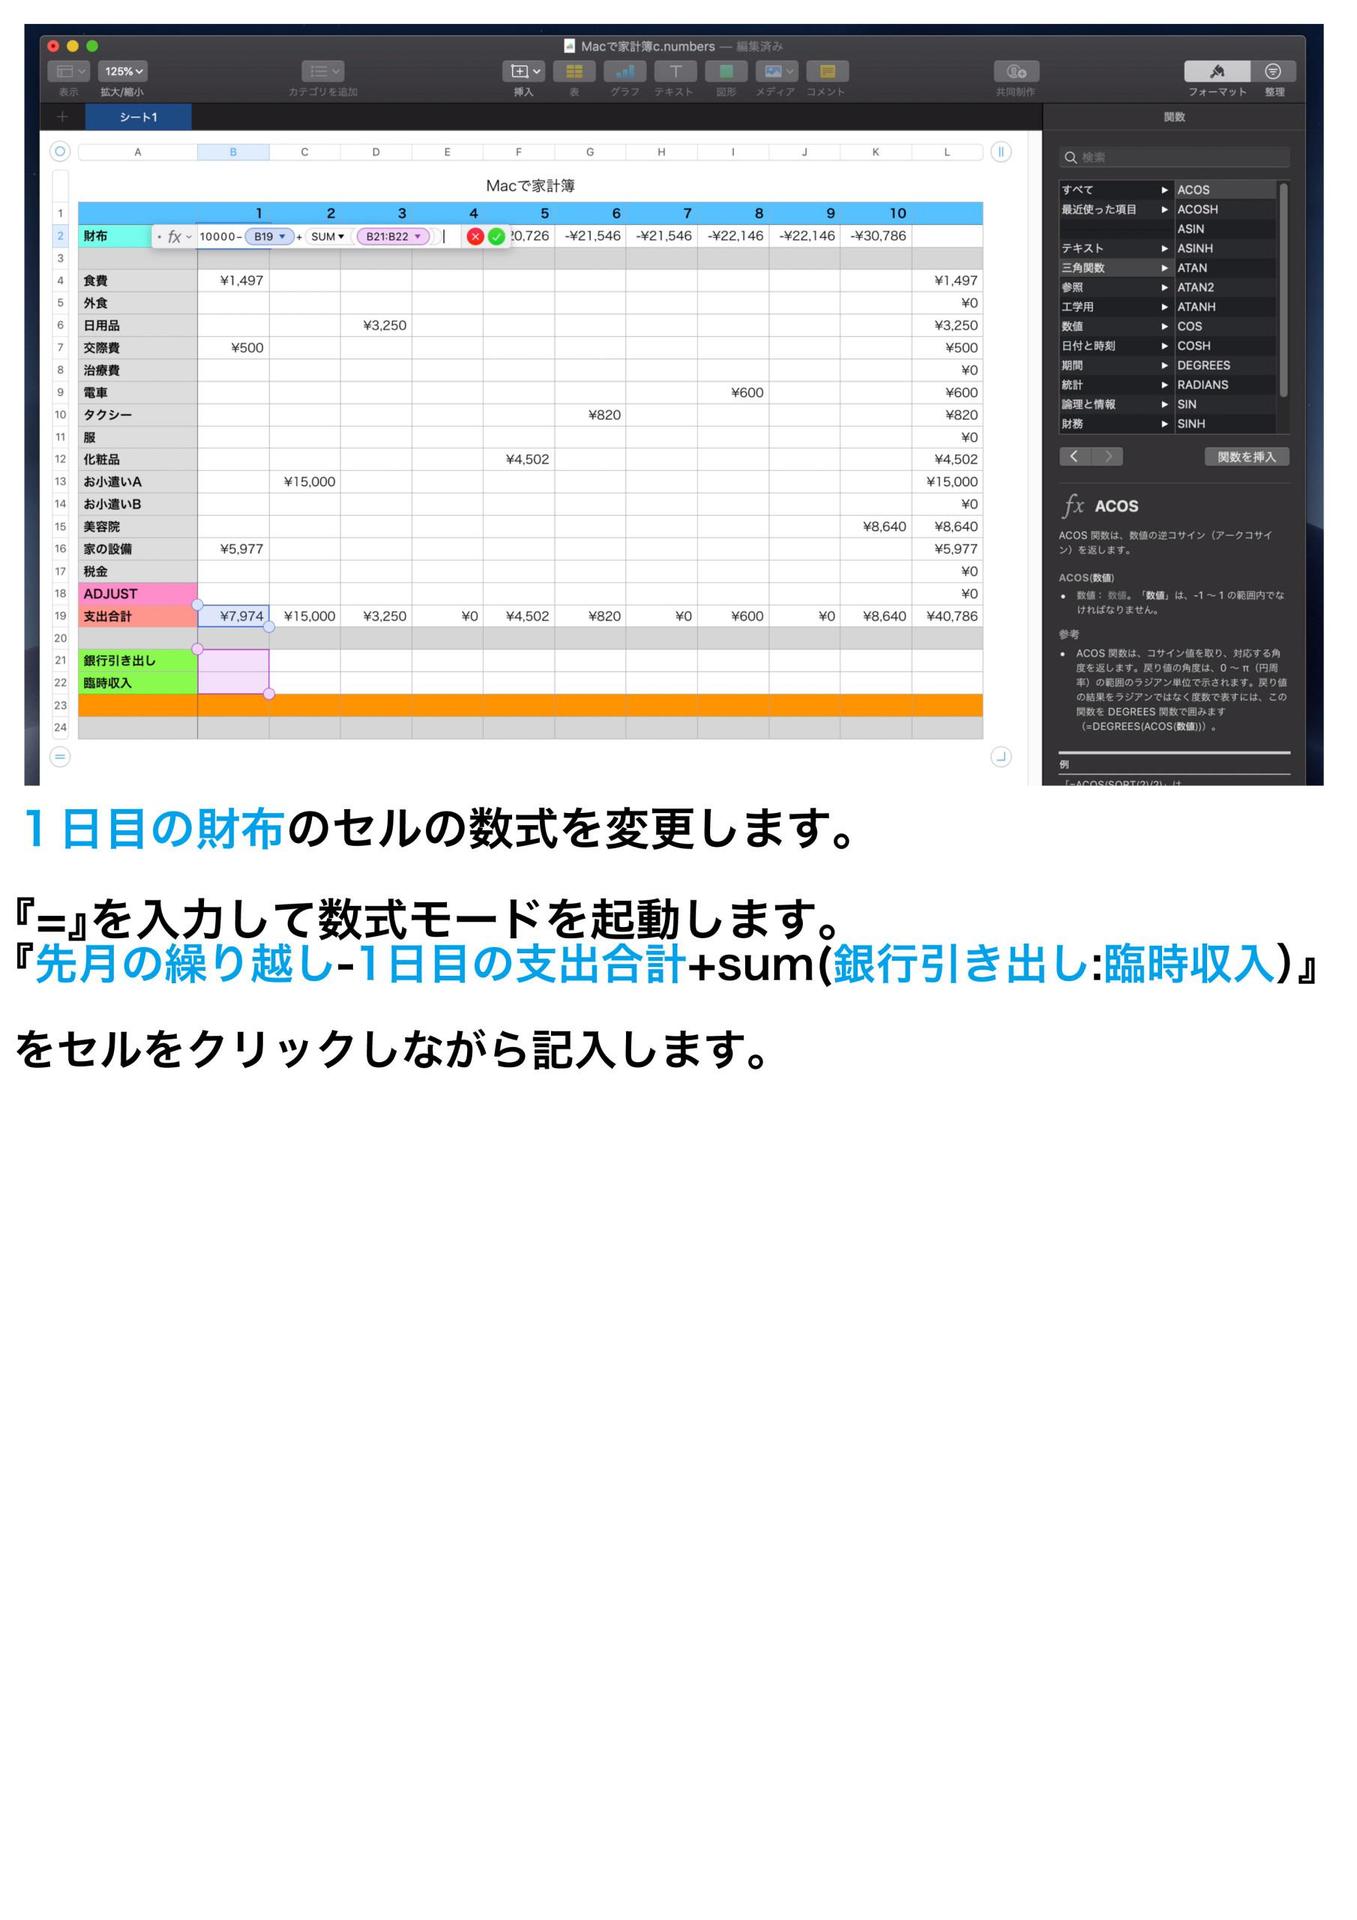 Macで家計簿c.numbers — 編集済み
125%
表示 拡大/縮小 カテゴリを追加 挿入 表 グラフ テキスト 図形 メディア コメント 共同制作 フォーマット 整理
シート1
関数
A B C D E F G H I J K L
Macで家計簿
1 1 2 3 4 5 6 7 8 9 10
2 財布 fx 10000- B19 + SUM B21:B22 20,726 -¥21,546 -¥21,546 -¥22,146 -¥22,146 -¥30,786
3
4 食費 ¥1,497 ¥1,497
5 外食 ¥0
6 日用品 ¥3,250 ¥3,250
7 交際費 ¥500 ¥500
8 治療費 ¥0
9 電車 ¥600 ¥600
10 タクシー ¥820 ¥820
11 服 ¥0
12 化粧品 ¥4,502 ¥4,502
13 お小遣いA ¥15,000 ¥15,000
14 お小遣いB ¥0
15 美容院 ¥8,640 ¥8,640
16 家の設備 ¥5,977 ¥5,977
17 税金 ¥0
18 ADJUST ¥0
19 支出合計 ¥7,974 ¥15,000 ¥3,250 ¥0 ¥4,502 ¥820 ¥0 ¥600 ¥0 ¥8,640 ¥40,786
20
21 銀行引き出し
22 臨時収入
23
24
検索
すべて ACOS
最近使った項目 ACOSH
ASIN
テキスト ASINH
三角関数 ATAN
参照 ATAN2
工学用 ATANH
数値 COS
日付と時刻 COSH
期間 DEGREES
統計 RADIANS
論理と情報 SIN
財務 SINH
関数を挿入
fx ACOS
ACOS 関数は、数値の逆コサイン（アークコサイ
ン）を返します。
ACOS(数値)
• 数値： 数値。「数値」は、-1 〜 1 の範囲内でな
ければなりません。
参考
• ACOS 関数は、コサイン値を取り、対応する角
度を返します。戻り値の角度は、0 〜 π（円周
率）の範囲のラジアン単位で示されます。戻り値
の結果をラジアンではなく度数で表すには、この
関数を DEGREES 関数で囲みます
（=DEGREES(ACOS(数値))）。
例
「=ACOS(SQRT(2)/2)」は
１日目の財布のセルの数式を変更します。
『=』を入力して数式モードを起動します。
『先月の繰り越し-1日目の支出合計+sum(銀行引き出し:臨時収入)』
をセルをクリックしながら記入します。